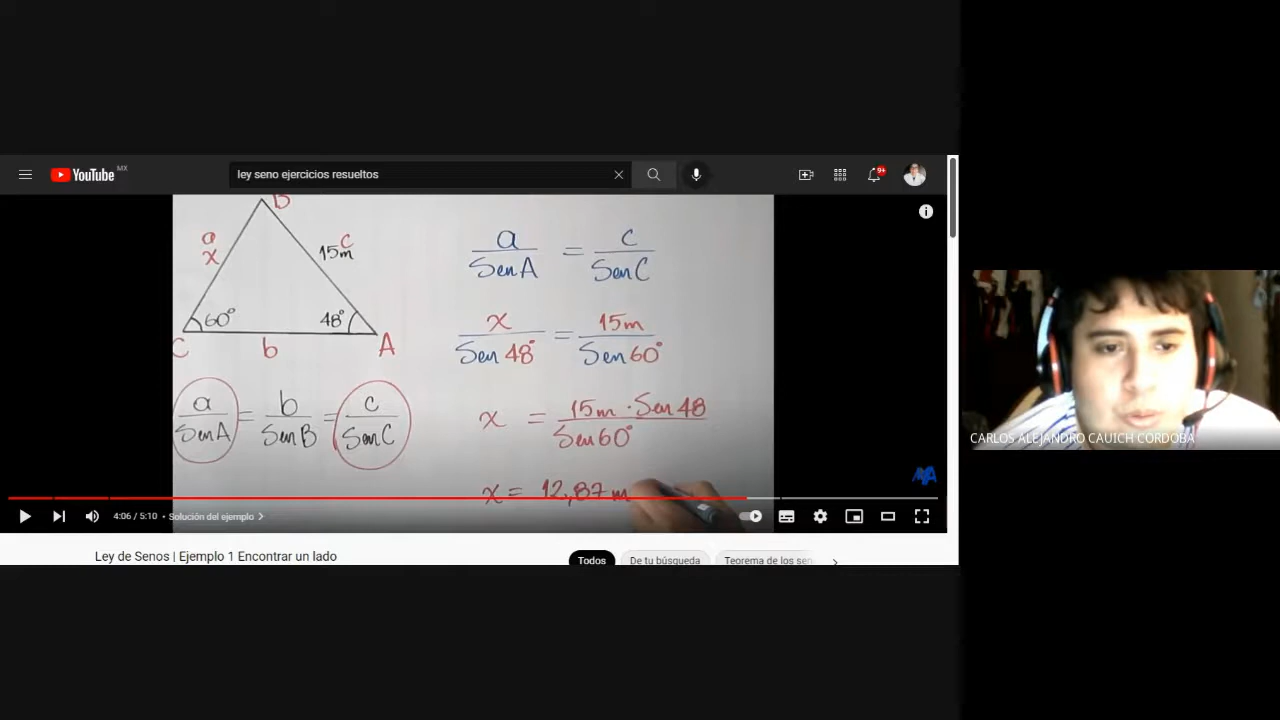 YouTube MX
ley seno ejercicios resueltos
9+
B
a
x
c
15m
60°
48°
C
b
A
a/SenA = b/SenB = c/SenC
a/SenA = c/SenC
x/Sen 48° = 15m/Sen 60°
x = 15m · Sen 48/Sen 60°
x = 12,87 m
4:06 / 5:10 • Solución del ejemplo
Ley de Senos | Ejemplo 1 Encontrar un lado
Todos
De tu búsqueda
Teorema de los sen
CARLOS ALEJANDRO CAUICH CORDOBA